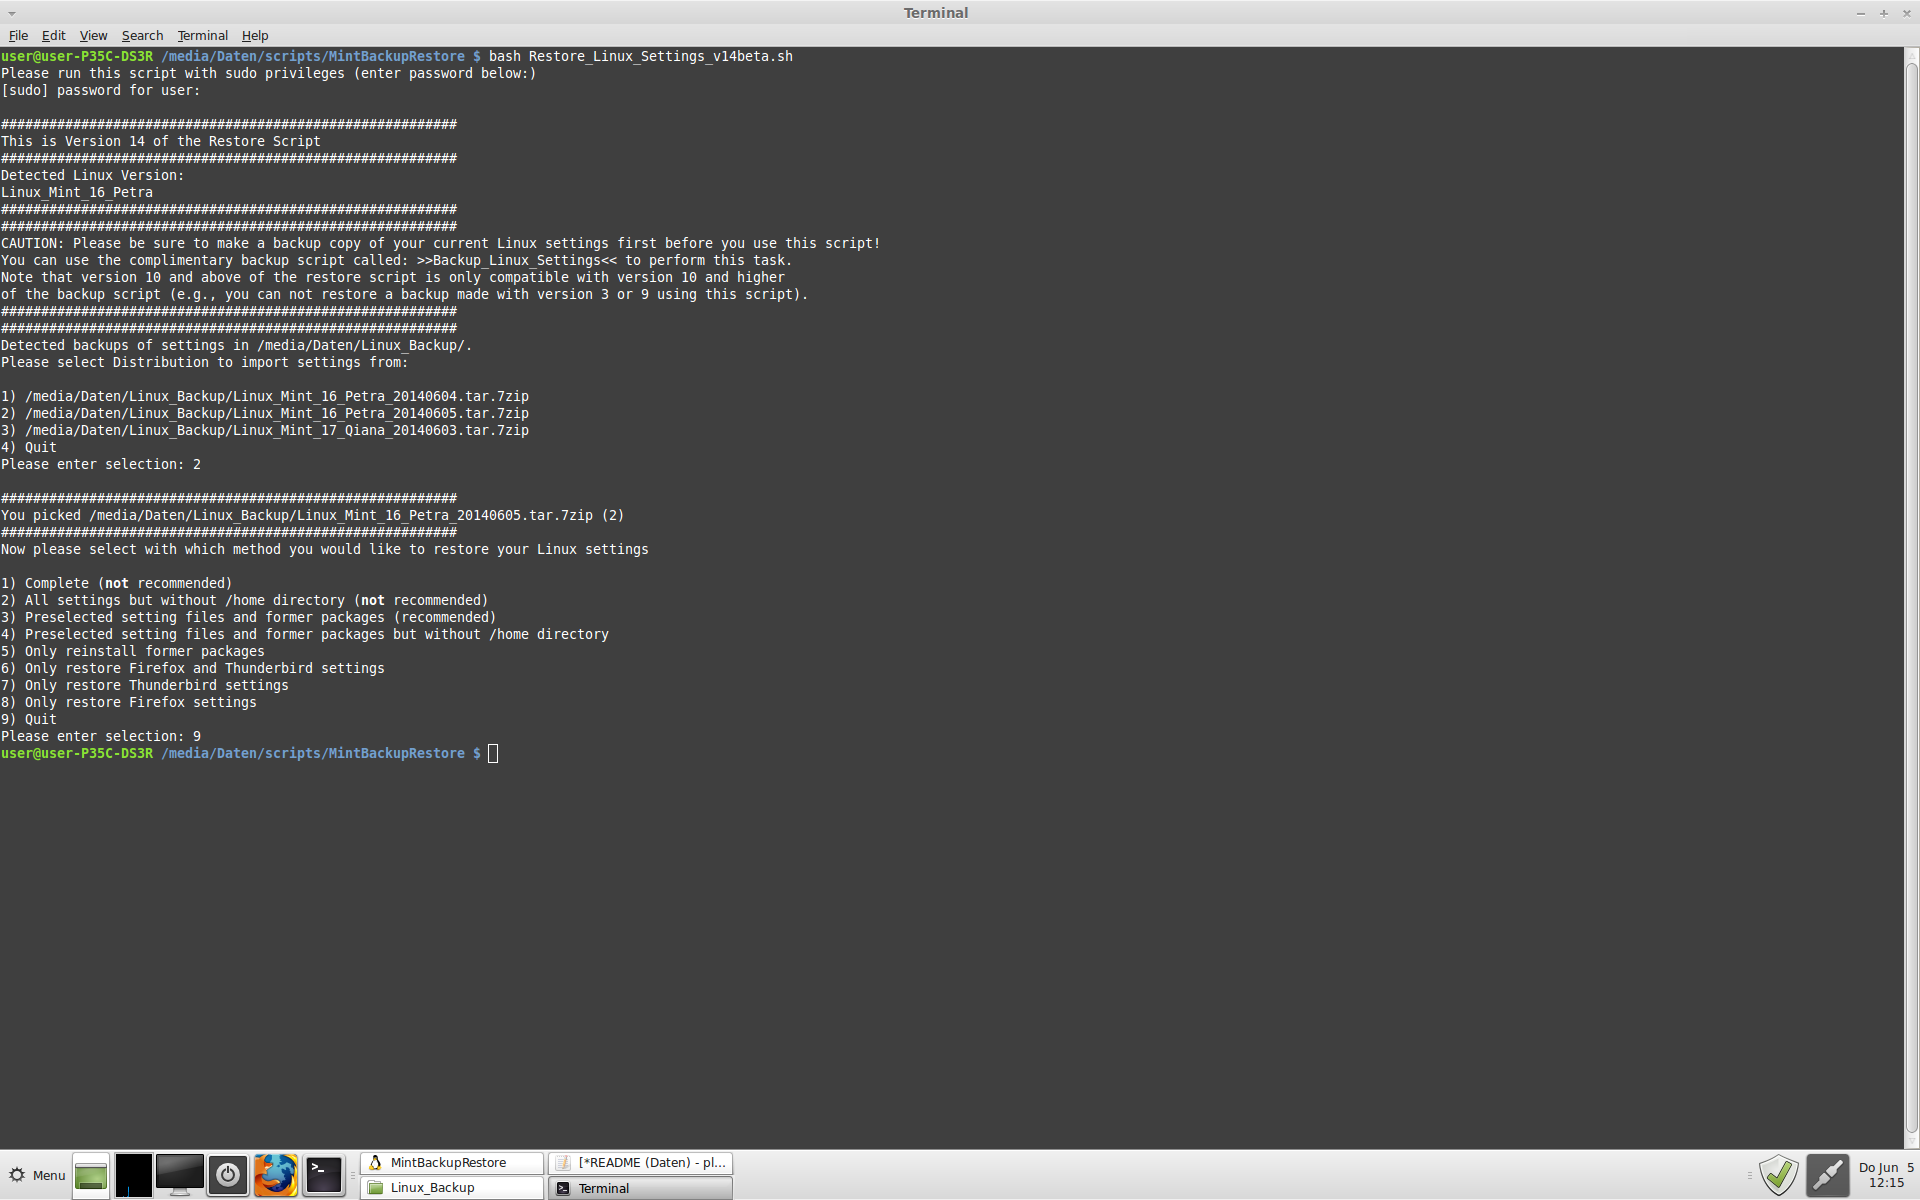 Terminal
File Edit View Search Terminal Help
user@user-P35C-DS3R /media/Daten/scripts/MintBackupRestore $ bash Restore_Linux_Settings_v14beta.sh
Please run this script with sudo privileges (enter password below:)
[sudo] password for user:
#########################################################
This is Version 14 of the Restore Script
#########################################################
Detected Linux Version:
Linux_Mint_16_Petra
#########################################################
#########################################################
CAUTION: Please be sure to make a backup copy of your current Linux settings first before you use this script!
You can use the complimentary backup script called: >>Backup_Linux_Settings<< to perform this task.
Note that version 10 and above of the restore script is only compatible with version 10 and higher
of the backup script (e.g., you can not restore a backup made with version 3 or 9 using this script).
#########################################################
#########################################################
Detected backups of settings in /media/Daten/Linux_Backup/.
Please select Distribution to import settings from:
1) /media/Daten/Linux_Backup/Linux_Mint_16_Petra_20140604.tar.7zip
2) /media/Daten/Linux_Backup/Linux_Mint_16_Petra_20140605.tar.7zip
3) /media/Daten/Linux_Backup/Linux_Mint_17_Qiana_20140603.tar.7zip
4) Quit
Please enter selection: 2
#########################################################
You picked /media/Daten/Linux_Backup/Linux_Mint_16_Petra_20140605.tar.7zip (2)
#########################################################
Now please select with which method you would like to restore your Linux settings
1) Complete (not recommended)
2) All settings but without /home directory (not recommended)
3) Preselected setting files and former packages (recommended)
4) Preselected setting files and former packages but without /home directory
5) Only reinstall former packages
6) Only restore Firefox and Thunderbird settings
7) Only restore Thunderbird settings
8) Only restore Firefox settings
9) Quit
Please enter selection: 9
user@user-P35C-DS3R /media/Daten/scripts/MintBackupRestore $
Menu
MintBackupRestore
[*README (Daten) - pl...
Linux_Backup
Terminal
Do Jun 5
12:15